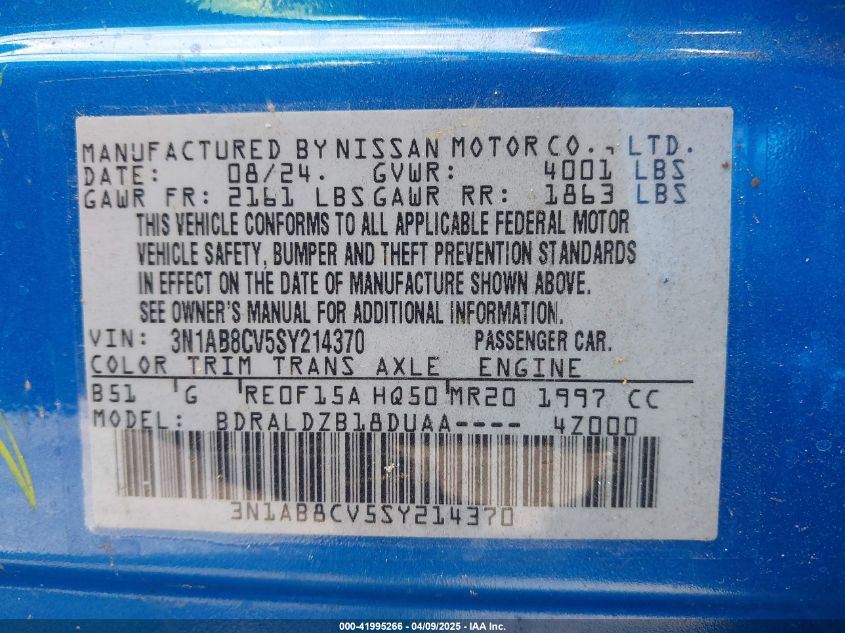 MANUFACTURED BY NISSAN MOTOR CO., LTD.
DATE: 08/24. GVWR: 4001 LBS
GAWR FR: 2161 LBS GAWR RR: 1863 LBS
THIS VEHICLE CONFORMS TO ALL APPLICABLE FEDERAL MOTOR
VEHICLE SAFETY, BUMPER AND THEFT PREVENTION STANDARDS
IN EFFECT ON THE DATE OF MANUFACTURE SHOWN ABOVE.
SEE OWNER'S MANUAL FOR ADDITIONAL INFORMATION.
VIN: 3N1AB8CV5SY214370 PASSENGER CAR.
COLOR TRIM TRANS AXLE ENGINE
B51 G RE0F15A HQ50 MR20 1997 CC
MODEL: BDRALDZB18DUAA---- 4Z000
3N1AB8CV5SY214370
000-41995266 - 04/09/2025 - IAA Inc.